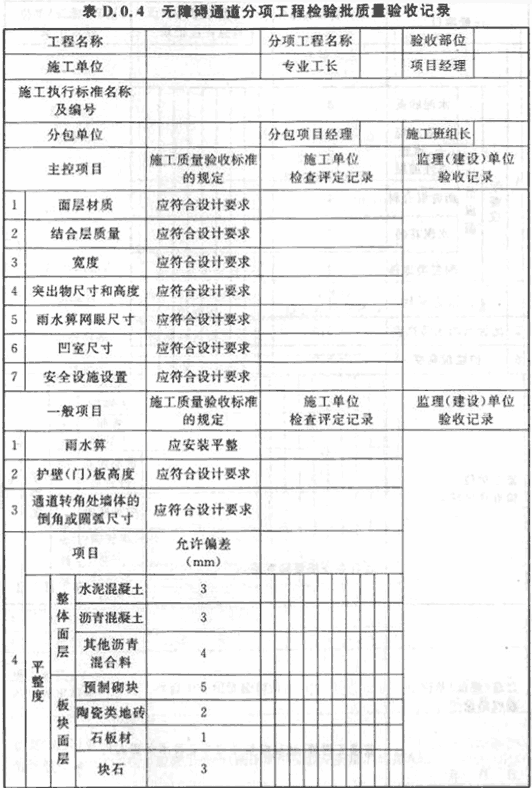 表 D.0.4 无障碍通道分项工程检验批质量验收记录
工程名称 分项工程名称 验收部位
施工单位 专业工长 项目经理
施工执行标准名称
及编号
分包单位 分包项目经理 施工班组长
主控项目 施工质量验收标准 施工单位 监理(建设)单位
的规定 检查评定记录 验收记录
1 面层材质 应符合设计要求
2 结合层质量 应符合设计要求
3 宽度 应符合设计要求
4 突出物尺寸和高度 应符合设计要求
5 雨水箅网眼尺寸 应符合设计要求
6 凹室尺寸 应符合设计要求
7 安全设施设置 应符合设计要求
一般项目 施工质量验收标准 施工单位 监理(建设)单位
的规定 检查评定记录 验收记录
1 雨水箅 应安装平整
2 护壁(门)板高度 应符合设计要求
3 通道转角处墙体的 应符合设计要求
倒角或圆弧尺寸
项目 允许偏差
(mm)
4 平整度
整体面层
水泥混凝土 3
沥青混凝土 3
其他沥青 4
混合料
板块面层
预制砌块 5
陶瓷类地砖 2
石板材 1
块石 3